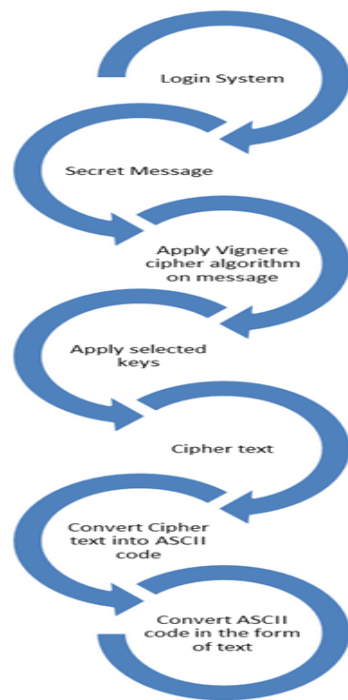 Login System
Secret Message
Apply Vignere
cipher algorithm
on message
Apply selected
keys
Cipher text
Convert Cipher
text into ASCII
code
Convert ASCII
code in the form
of text